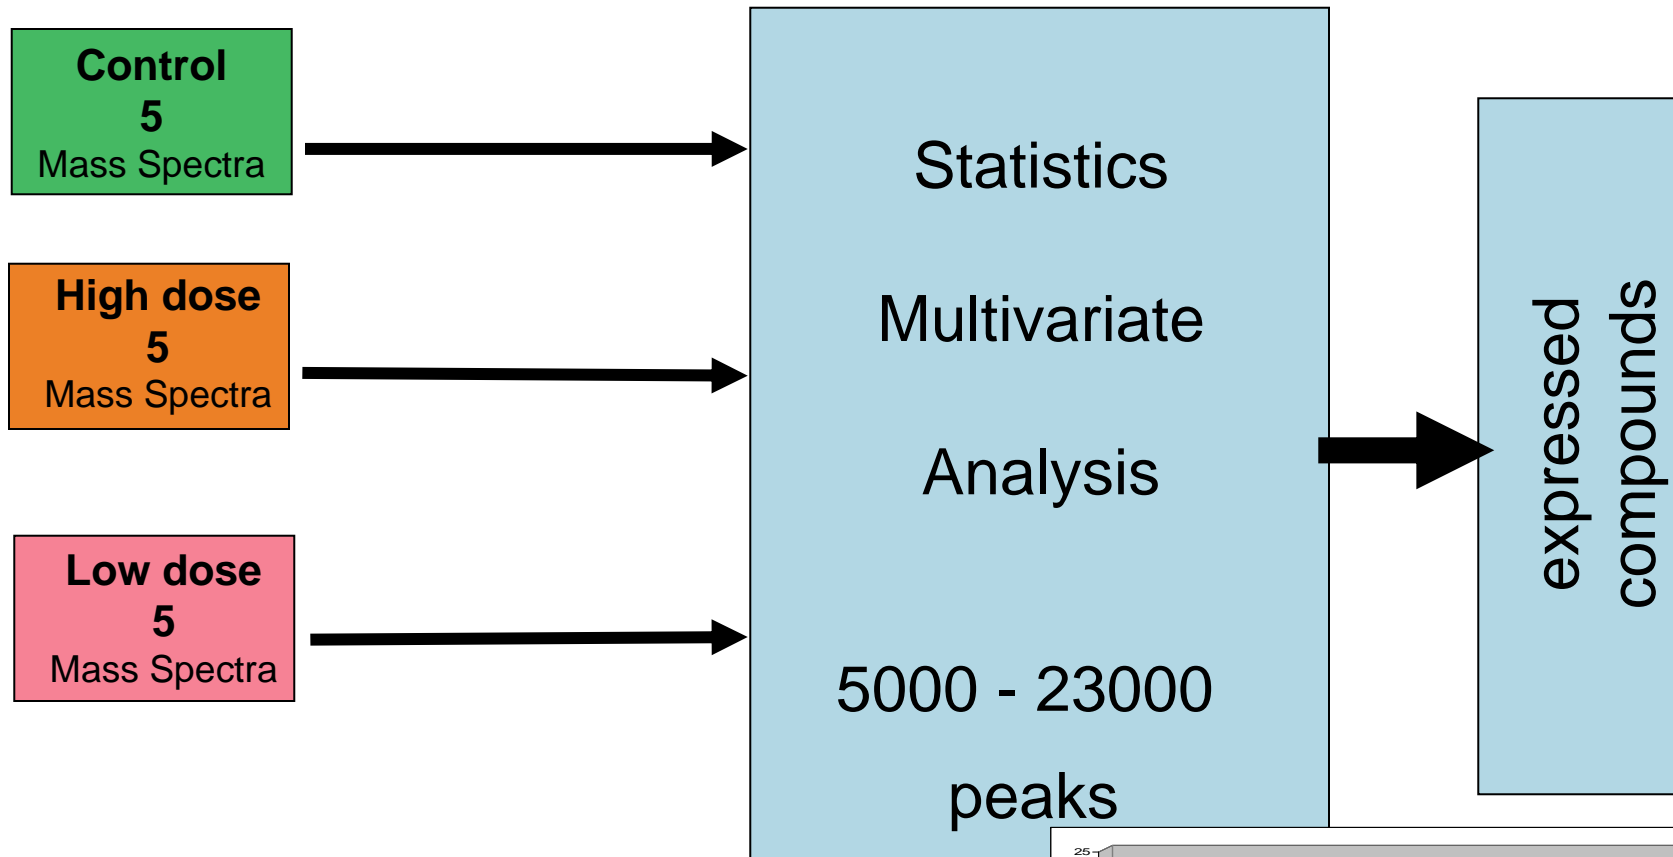 Control
5
Mass Spectra
High dose
5
Mass Spectra
Low dose
5
Mass Spectra
Statistics
Multivariate
Analysis
5000 - 23000
peaks
expressed
compounds
25